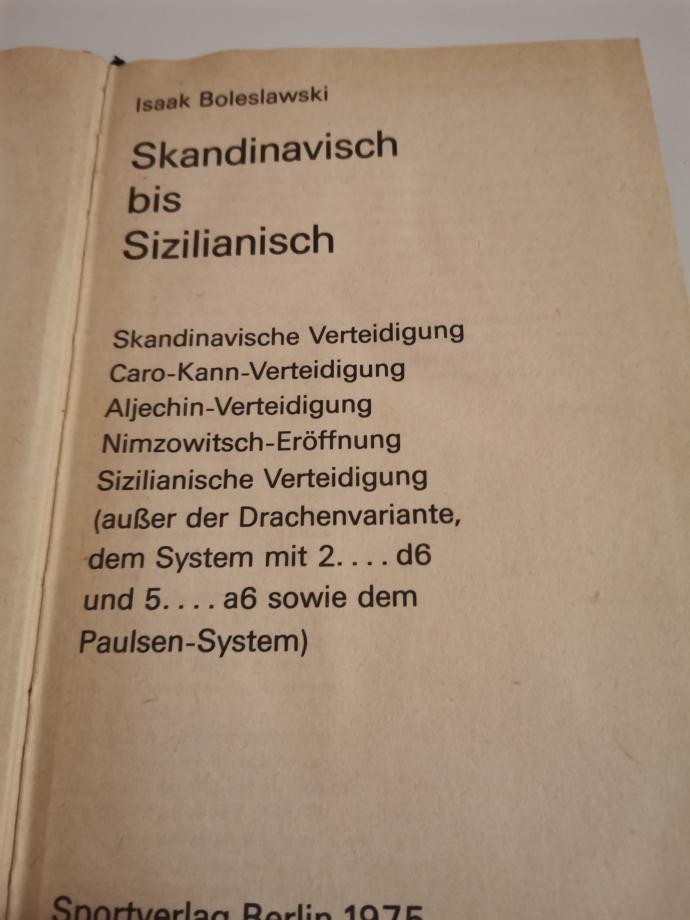 Isaak Boleslawski
Skandinavisch
bis
Sizilianisch
Skandinavische Verteidigung
Caro-Kann-Verteidigung
Aljechin-Verteidigung
Nimzowitsch-Eröffnung
Sizilianische Verteidigung
(außer der Drachenvariante,
dem System mit 2. . . . d6
und 5. . . . a6 sowie dem
Paulsen-System)
Sportverlag Berlin 1975